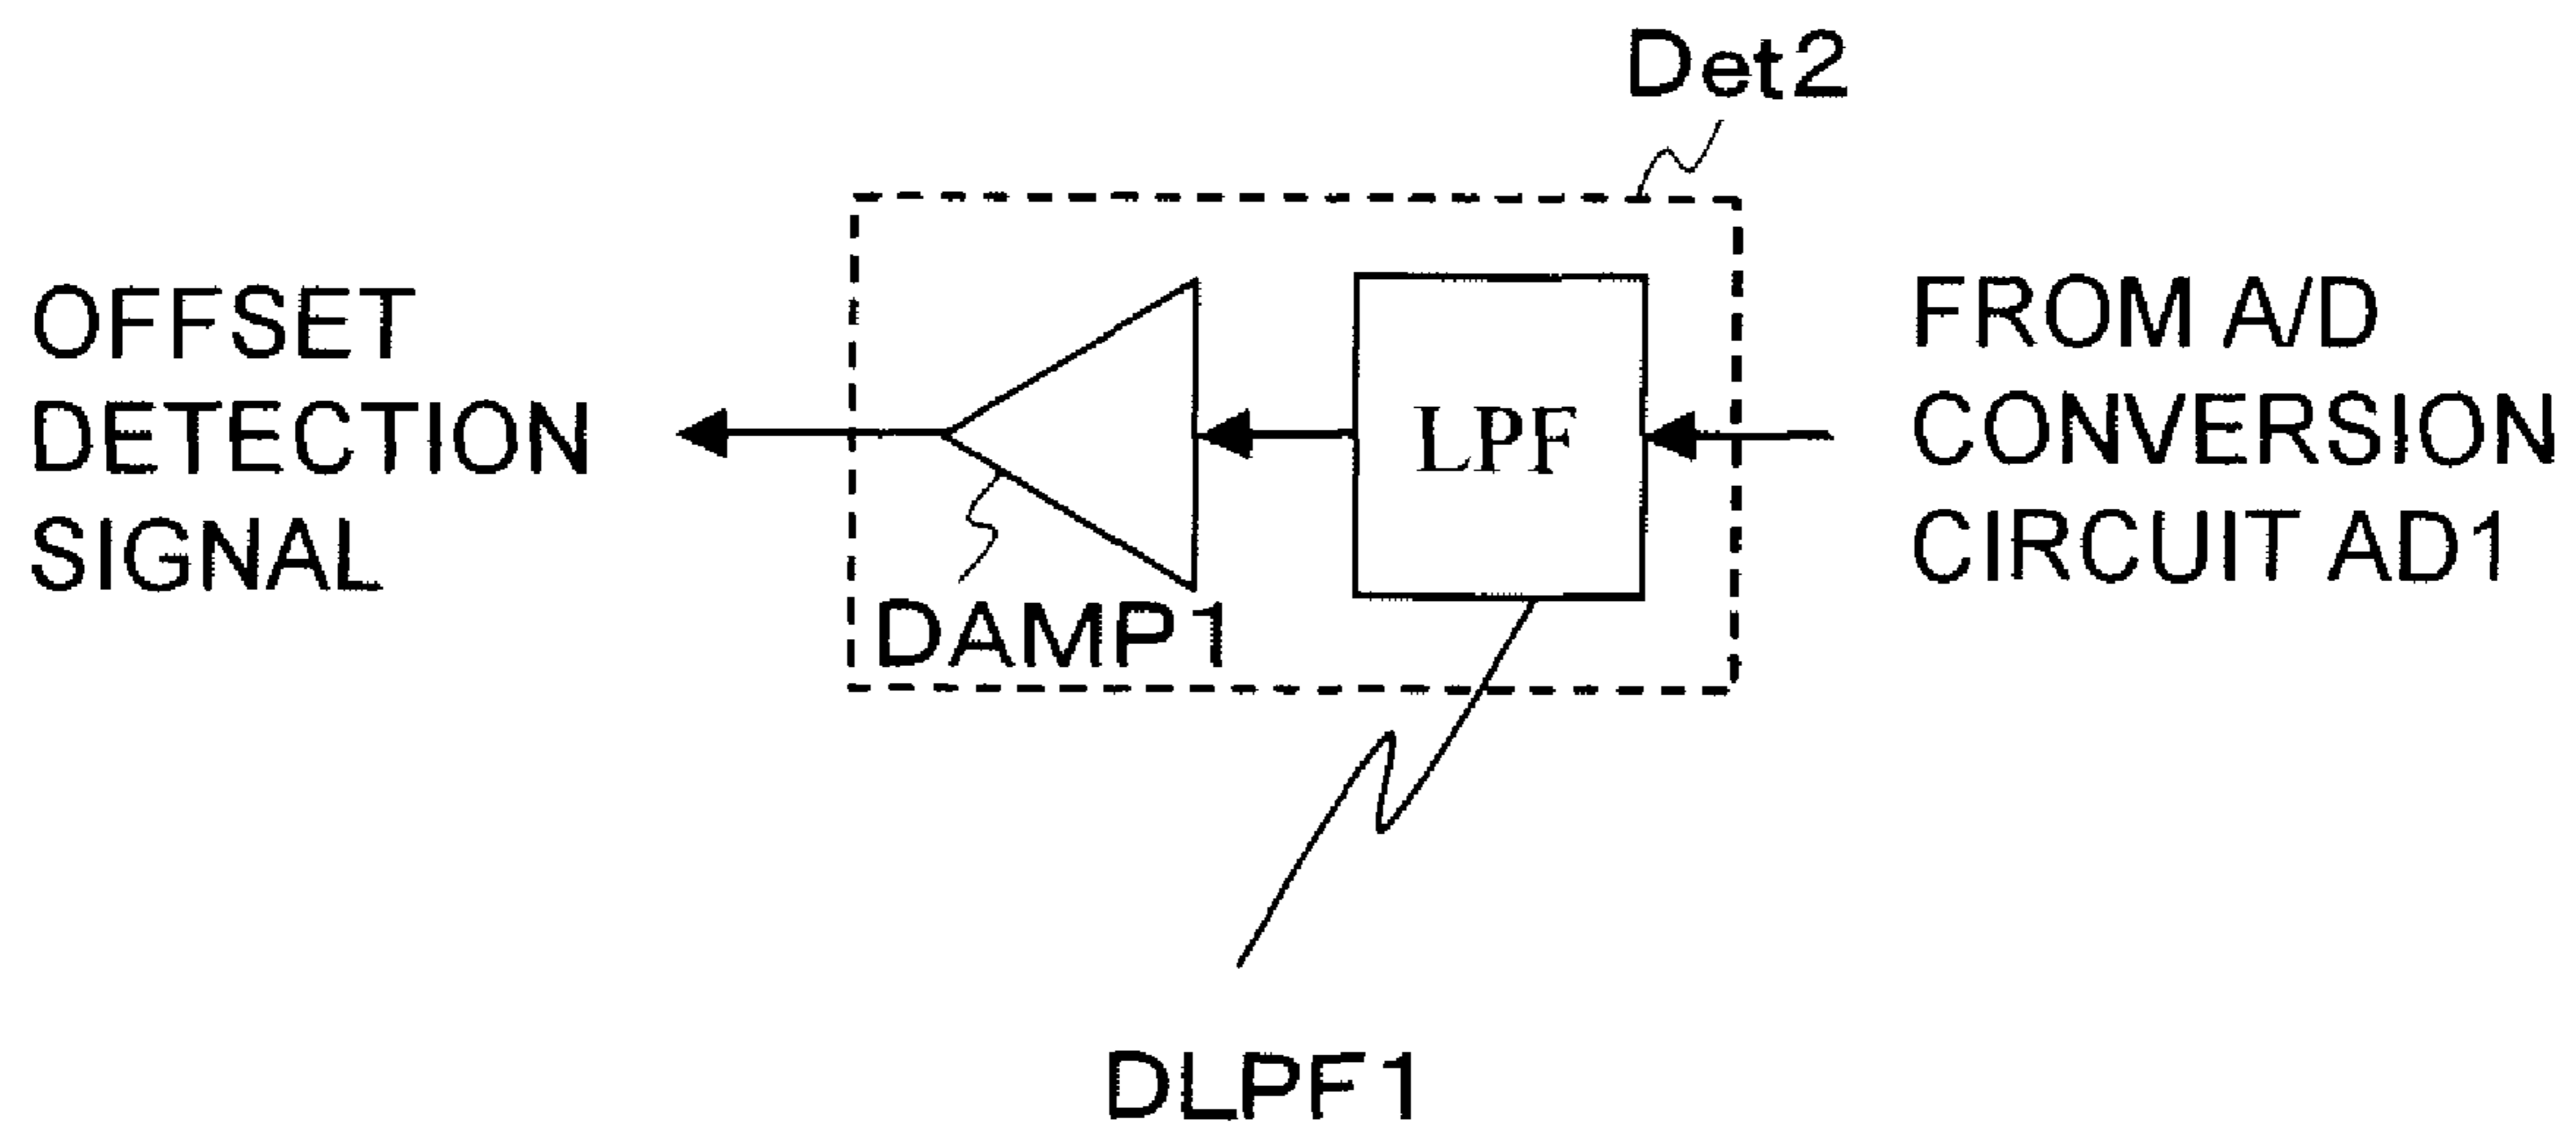 Det2
OFFSET
DETECTION
SIGNAL
LPF
DAMP1
FROM A/D
CONVERSION
CIRCUIT AD1
DLPF1